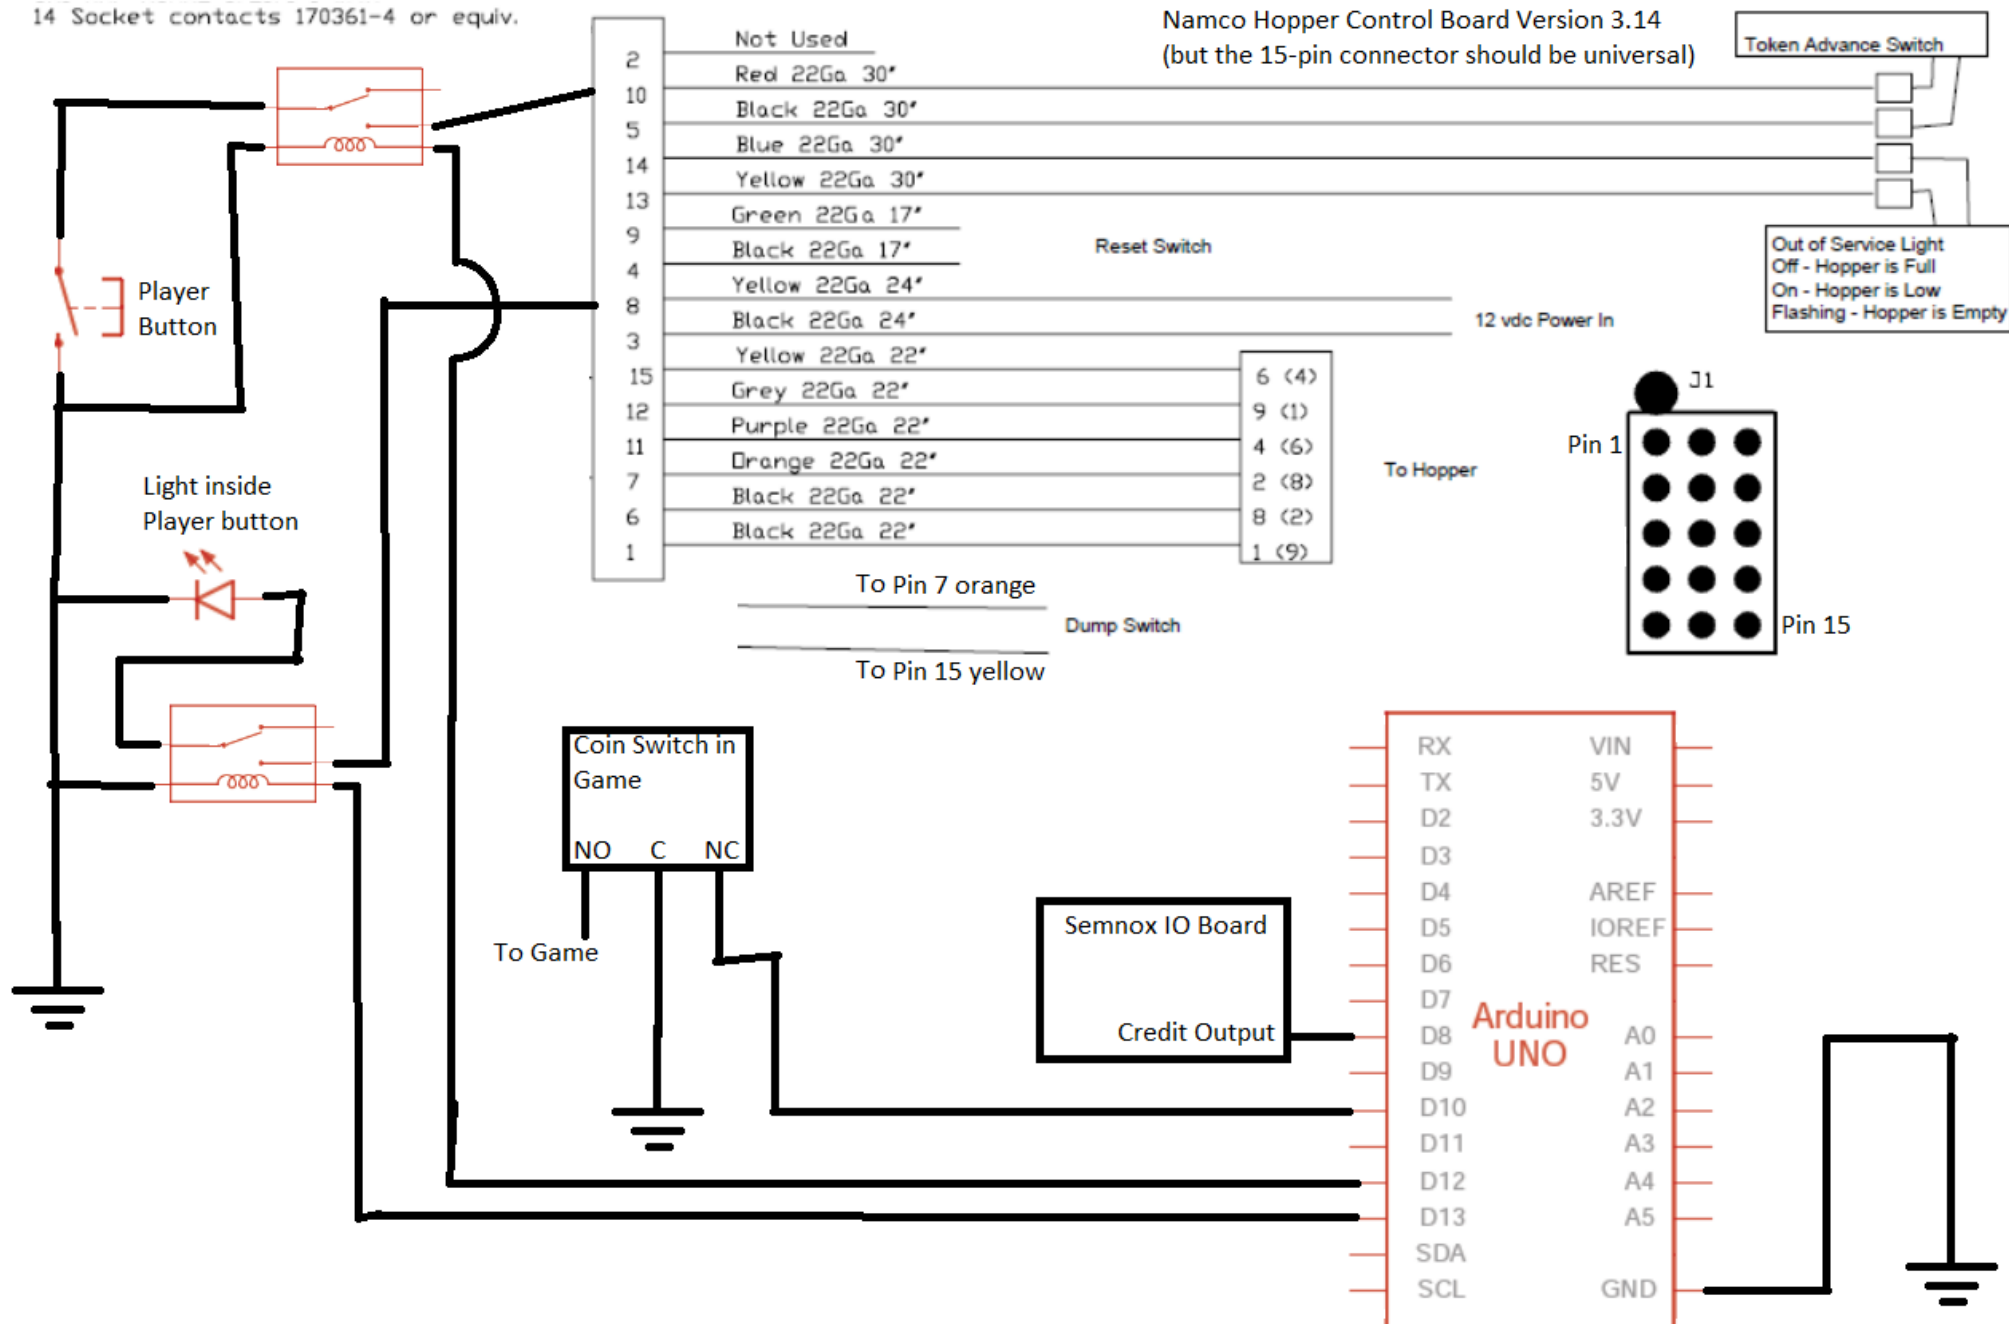 14 Socket contacts 170361-4 or equiv.
Namco Hopper Control Board Version 3.14
(but the 15-pin connector should be universal)
Token Advance Switch
2
Not Used
10
Red 22Ga 30"
5
Black 22Ga 30"
14
Blue 22Ga 30"
13
Yellow 22Ga 30"
9
Green 22Ga 17"
4
Black 22Ga 17"
Reset Switch
8
Yellow 22Ga 24"
3
Black 22Ga 24"
12 vdc Power In
15
Yellow 22Ga 22"
6 (4)
12
Grey 22Ga 22"
9 (1)
11
Purple 22Ga 22"
4 (6)
7
Orange 22Ga 22"
2 (8)
6
Black 22Ga 22"
8 (2)
1
Black 22Ga 22"
1 (9)
To Hopper
Out of Service Light
Off - Hopper is Full
On - Hopper is Low
Flashing - Hopper is Empty
Player
Button
J1
Pin 1
Pin 15
Light inside
Player button
To Pin 7 orange
Dump Switch
To Pin 15 yellow
Coin Switch in
Game
NO C NC
To Game
Semnox IO Board
Credit Output
Arduino
UNO
RX
TX
D2
D3
D4
D5
D6
D7
D8
D9
D10
D11
D12
D13
SDA
SCL
VIN
5V
3.3V
AREF
IOREF
RES
A0
A1
A2
A3
A4
A5
GND